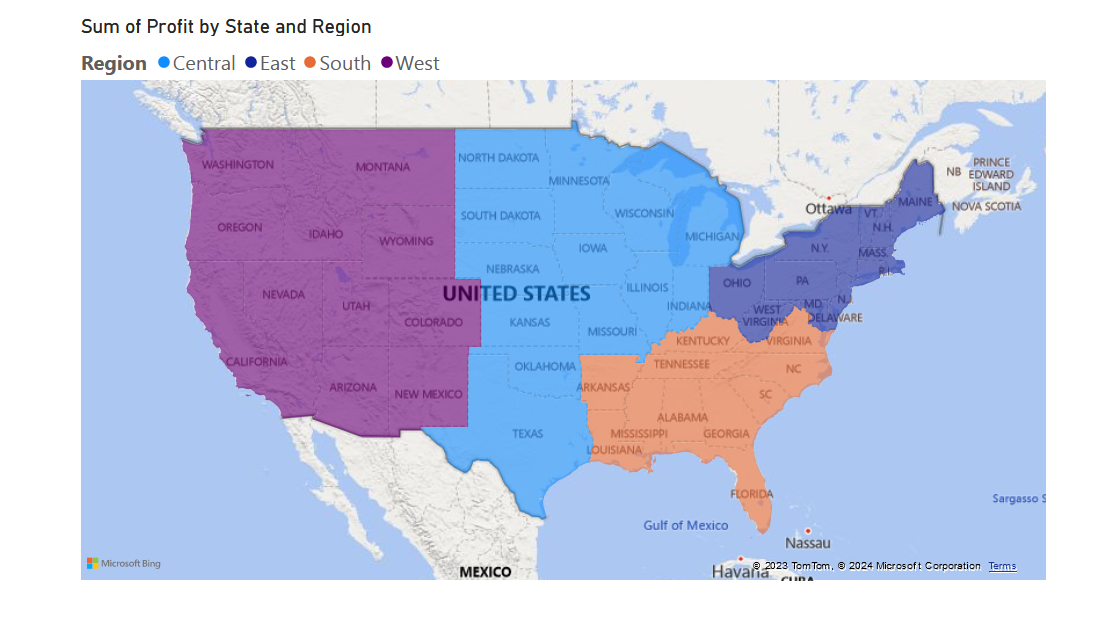 Sum of Profit by State and Region
Region Central East South West
WASHINGTON
MONTANA
NORTH DAKOTA
MINNESOTA
OREGON
IDAHO
WYOMING
SOUTH DAKOTA
WISCONSIN
MICHIGAN
Ottawa
VT.
N.H.
MAINE
NB
PRINCE
EDWARD
ISLAND
NOVA SCOTIA
N.Y.
MASS.
R.I.
IOWA
NEBRASKA
NEVADA
UTAH
COLORADO
UNITED STATES
ILLINOIS
INDIANA
OHIO
PA
N.J.
MD
DELAWARE
WEST
VIRGINIA
KANSAS
MISSOURI
KENTUCKY
VIRGINIA
CALIFORNIA
ARIZONA
NEW MEXICO
OKLAHOMA
ARKANSAS
TENNESSEE
NC
SC
TEXAS
ALABAMA
MISSISSIPPI
GEORGIA
LOUISIANA
FLORIDA
Sargasso S
Gulf of Mexico
Nassau
Havana
CUBA
MEXICO
Microsoft Bing
© 2023 TomTom, © 2024 Microsoft Corporation Terms